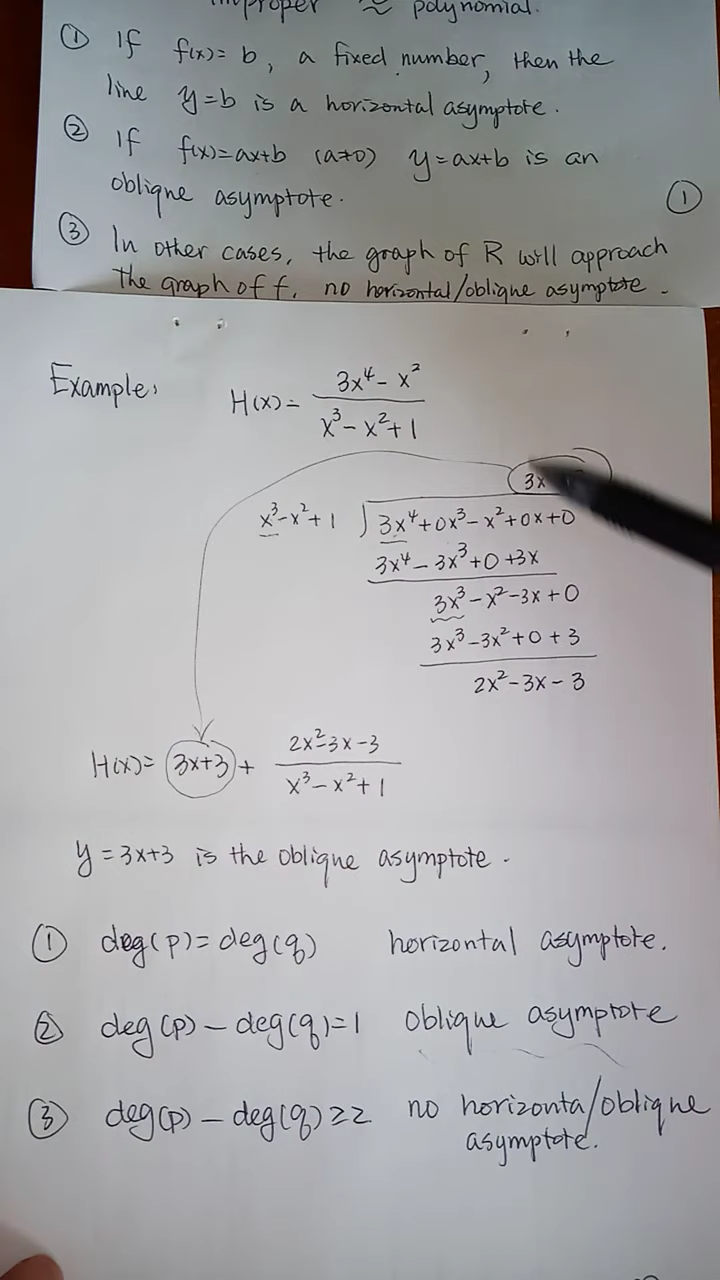 improper ≈ polynomial.
① If f(x)= b, a fixed number, then the
line y=b is a horizontal asymptote.
② If f(x)=ax+b (a≠0) y=ax+b is an
oblique asymptote.
①
③ In other cases, the graph of R will approach
the graph of f. no horizontal/oblique asymptote.
Example: H(x)= (3x⁴ - x²)/(x³ - x² + 1)
3x
x³-x²+1 ) 3x⁴+0x³-x²+0x+0
3x⁴-3x³+0+3x
3x³-x²-3x+0
3x³-3x²+0+3
2x²-3x-3
H(x)= 3x+3 + (2x²-3x-3)/(x³-x²+1)
y=3x+3 is the oblique asymptote.
① deg(p)=deg(q) horizontal asymptote.
② deg(p)-deg(q)=1 oblique asymptote
③ deg(p)-deg(q)≥2 no horizonta/oblique
asymptote.